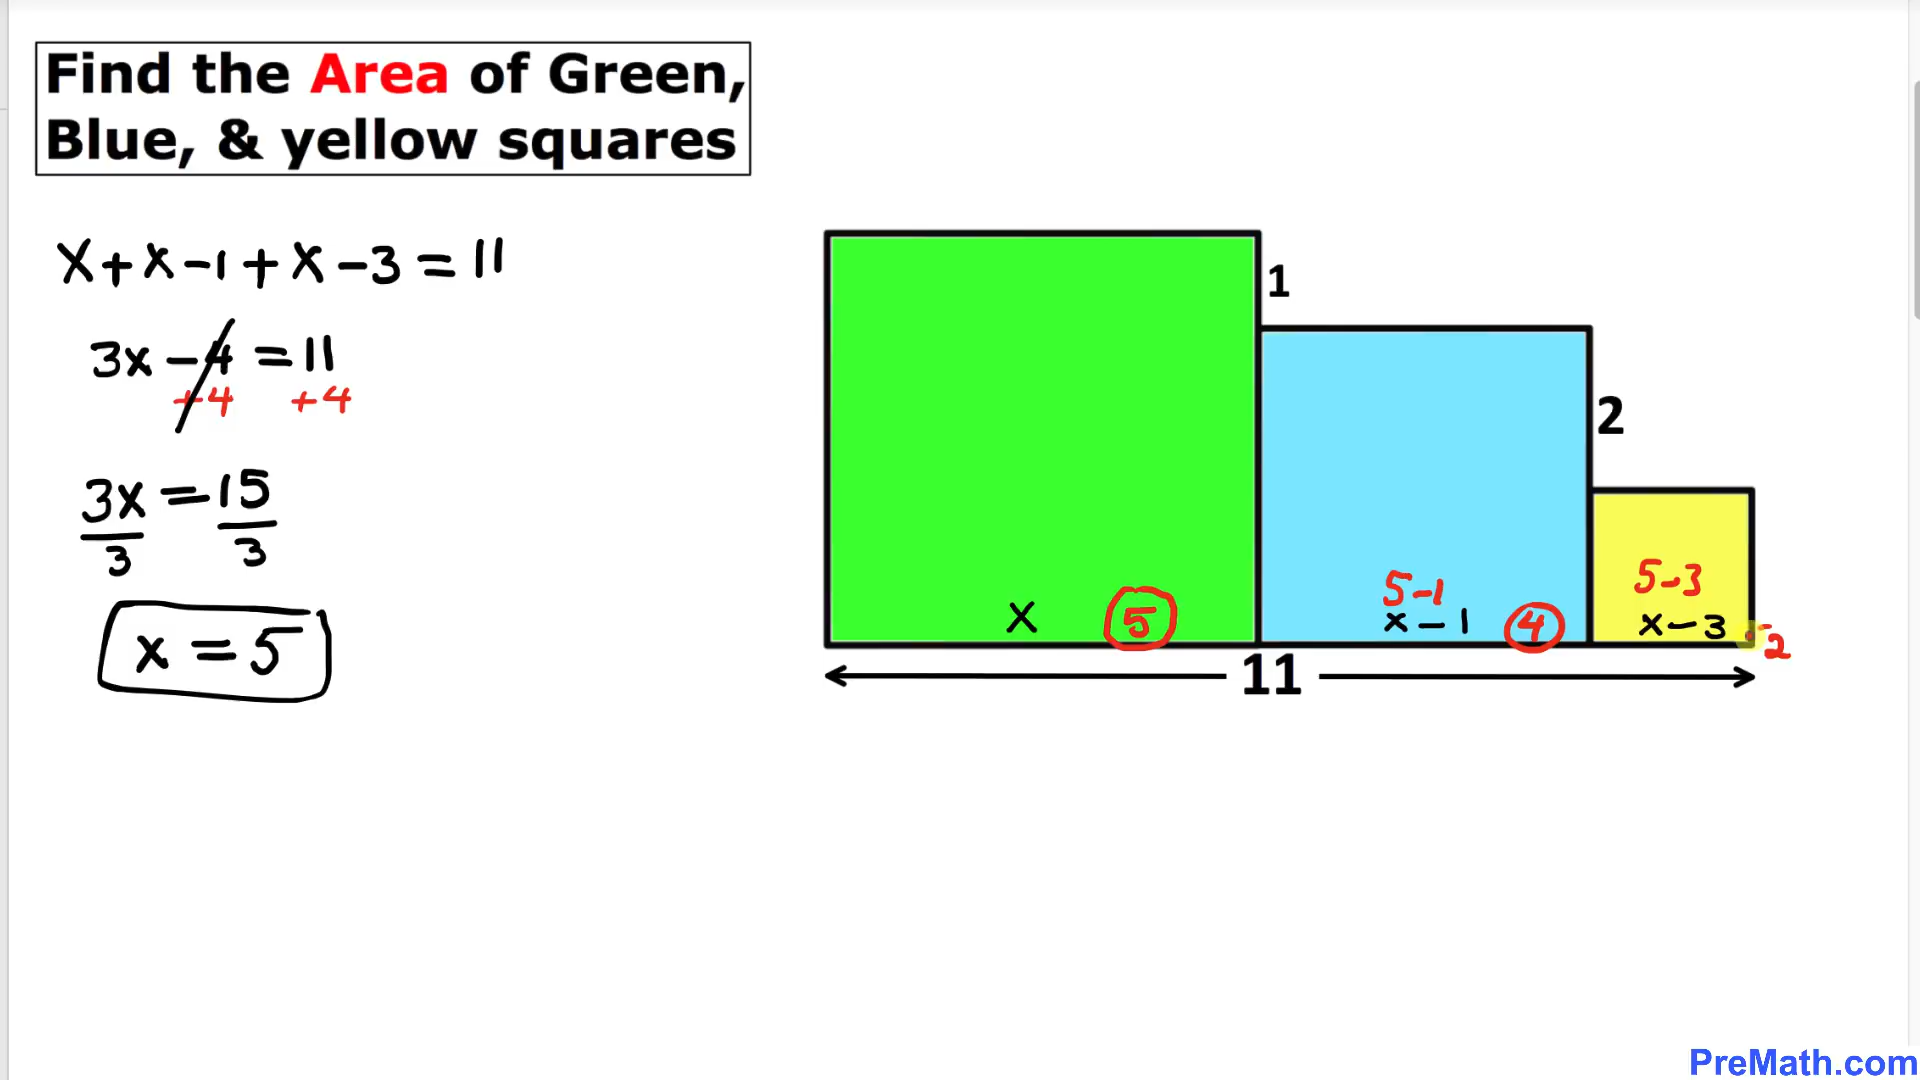 Find the Area of Green,
Blue, & yellow squares
x+x-1+x-3=11
3x-4=11
+4 +4
3x=15
3 3
x=5
1
2
5-1
5-3
x 5
x-1 4
x-3
2
11
PreMath.com